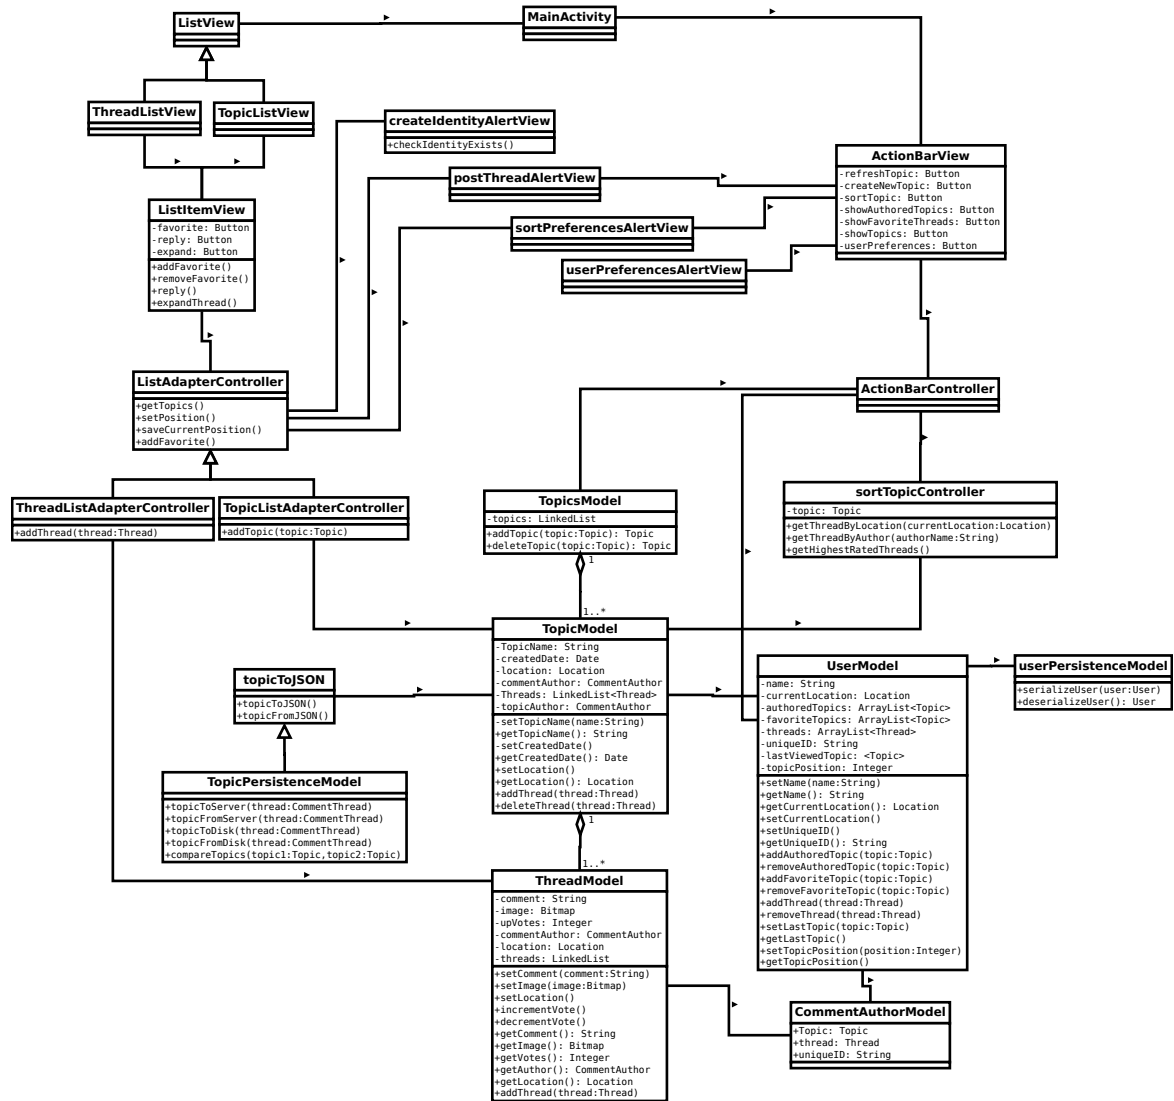 ListView
MainActivity
ThreadListView
TopicListView
createIdentityAlertView
+checkIdentityExists()
ActionBarView
-refreshTopic: Button
-createNewTopic: Button
-sortTopic: Button
-showAuthoredTopics: Button
-showFavoriteThreads: Button
-showTopics: Button
-userPreferences: Button
postThreadAlertView
ListItemView
-favorite: Button
-reply: Button
-expand: Button
+addFavorite()
+removeFavorite()
+reply()
+expandThread()
sortPreferencesAlertView
userPreferencesAlertView
ListAdapterController
+getTopics()
+setPosition()
+saveCurrentPosition()
+addFavorite()
ActionBarController
ThreadListAdapterController
+addThread(thread:Thread)
TopicListAdapterController
+addTopic(topic:Topic)
TopicsModel
-topics: LinkedList
+addTopic(topic:Topic): Topic
+deleteTopic(topic:Topic): Topic
1
1..*
sortTopicController
-topic: Topic
+getThreadByLocation(currentLocation:Location)
+getThreadByAuthor(authorName:String)
+getHighestRatedThreads()
TopicModel
-TopicName: String
-createdDate: Date
-location: Location
-commentAuthor: CommentAuthor
-Threads: LinkedList<Thread>
-topicAuthor: CommentAuthor
-setTopicName(name:String)
+getTopicName(): String
-setCreatedDate()
+getCreatedDate(): Date
+setLocation()
+getLocation(): Location
+addThread(thread:Thread)
+deleteThread(thread:Thread)
1
1..*
topicToJSON
+topicToJSON()
+topicFromJSON()
TopicPersistenceModel
+topicToServer(thread:CommentThread)
+topicFromServer(thread:CommentThread)
+topicToDisk(thread:CommentThread)
+topicFromDisk(thread:CommentThread)
+compareTopics(topic1:Topic,topic2:Topic)
UserModel
-name: String
-currentLocation: Location
-authoredTopics: ArrayList<Topic>
-favoriteTopics: ArrayList<Topic>
-threads: ArrayList<Thread>
-uniqueID: String
-lastViewedTopic: <Topic>
-topicPosition: Integer
+setName(name:String)
+getName(): String
+getCurrentLocation(): Location
+setCurrentLocation()
+setUniqueID()
+getUniqueID(): String
+addAuthoredTopic(topic:Topic)
+removeAuthoredTopic(topic:Topic)
+addFavoriteTopic(topic:Topic)
+removeFavoriteTopic(topic:Topic)
+addThread(thread:Thread)
+removeThread(thread:Thread)
+setLastTopic(topic:Topic)
+getLastTopic()
+setTopicPosition(position:Integer)
+getTopicPosition()
userPersistenceModel
+serializeUser(user:User)
+deserializeUser(): User
ThreadModel
-comment: String
-image: Bitmap
-upVotes: Integer
-commentAuthor: CommentAuthor
-location: Location
-threads: LinkedList
+setComment(comment:String)
+setImage(image:Bitmap)
+setLocation()
+incrementVote()
+decrementVote()
+getComment(): String
+getImage(): Bitmap
+getVotes(): Integer
+getAuthor(): CommentAuthor
+getLocation(): Location
+addThread(thread:Thread)
CommentAuthorModel
+Topic: Topic
+thread: Thread
+uniqueID: String